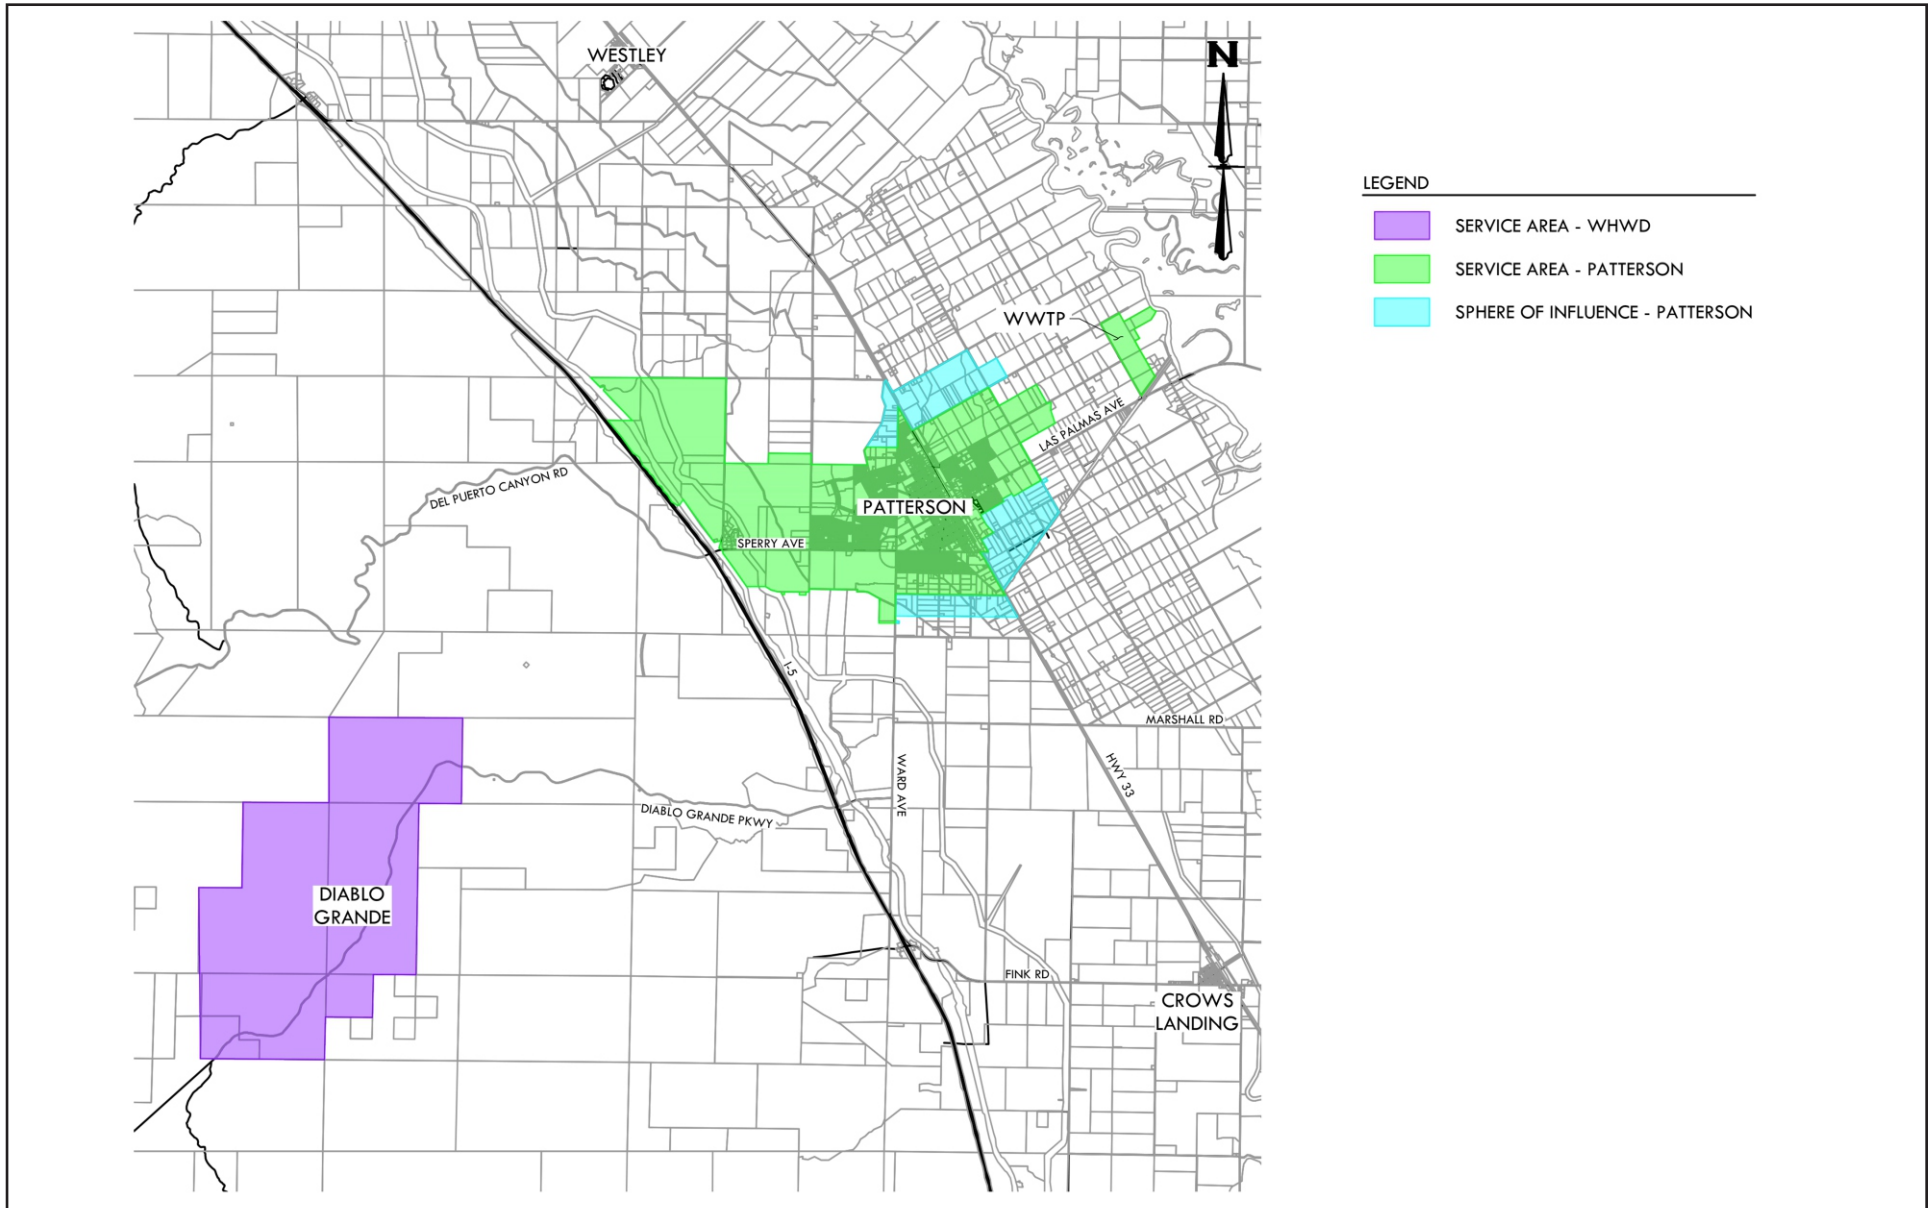 WESTLEY
N
LEGEND
SERVICE AREA - WHWD
SERVICE AREA - PATTERSON
SPHERE OF INFLUENCE - PATTERSON
WWTP
LAS PALMAS AVE
DEL PUERTO CANYON RD
PATTERSON
SPERRY AVE
I-5
MARSHALL RD
HWY 33
WARD AVE
DIABLO GRANDE PKWY
DIABLO
GRANDE
FINK RD
CROWS
LANDING